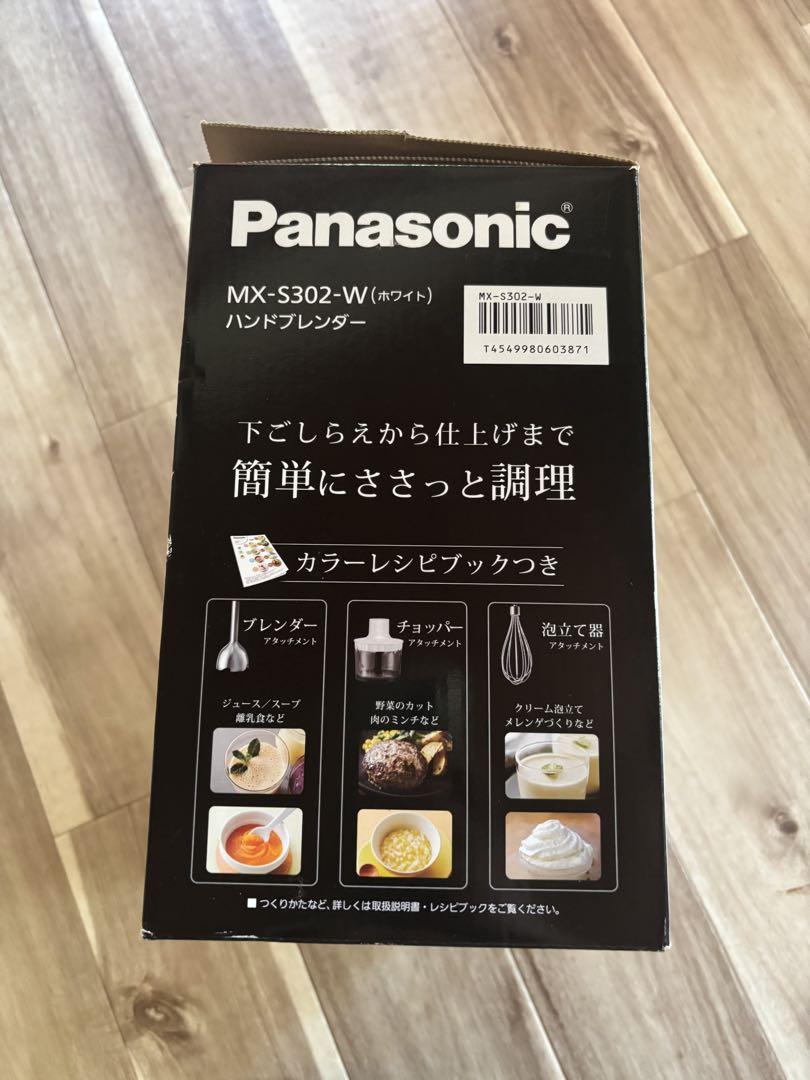 Panasonic®
MX-S302-W(ホワイト)
ハンドブレンダー
MX-S302-W
T4549980603871
下ごしらえから仕上げまで
簡単にささっと調理
Panasonic
カラーレシピブックつき
ブレンダー
アタッチメント
ジュース/スープ
離乳食など
チョッパー
アタッチメント
野菜のカット
肉のミンチなど
泡立て器
アタッチメント
クリーム泡立て
メレンゲづくりなど
■つくりかたなど、詳しくは取扱説明書・レシピブックをご覧ください。